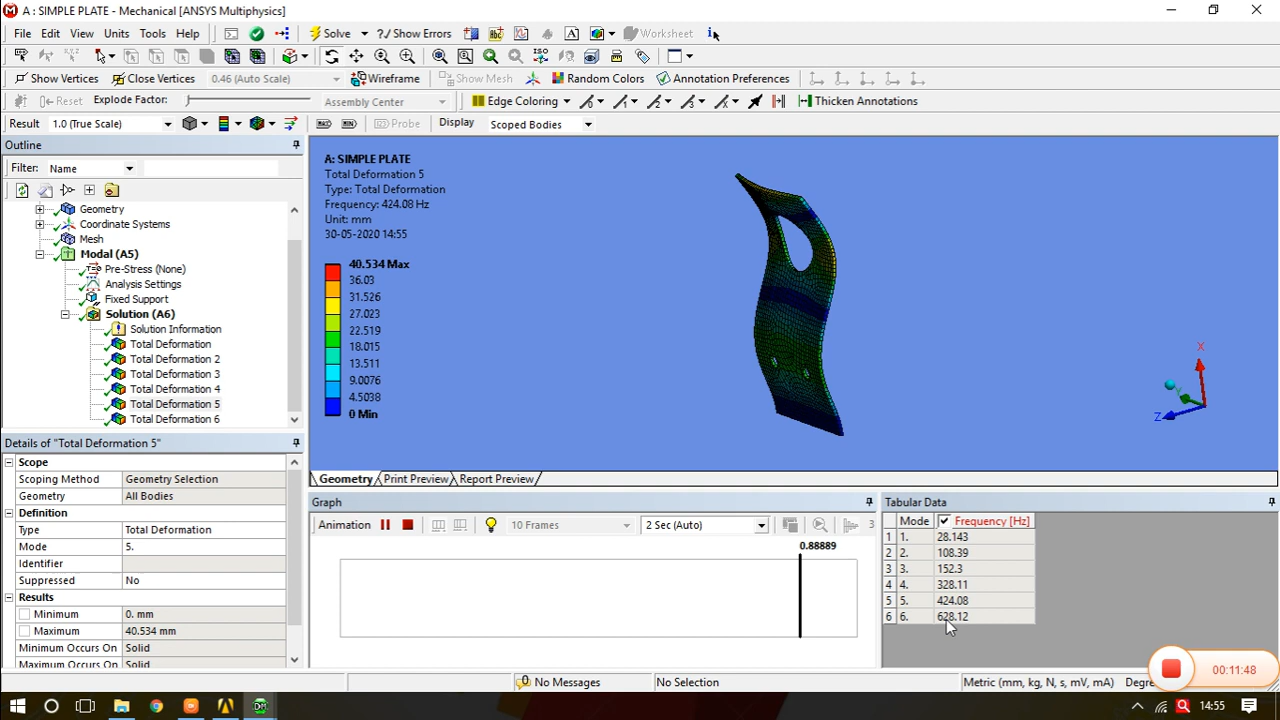 A : SIMPLE PLATE - Mechanical [ANSYS Multiphysics]
File Edit View Units Tools Help Solve ?/ Show Errors Worksheet
Show Vertices Close Vertices 0.46 (Auto Scale) Wireframe Show Mesh Random Colors Annotation Preferences
Reset Explode Factor: Assembly Center Edge Coloring Thicken Annotations
Result 1.0 (True Scale) Probe Display Scoped Bodies
Outline
Filter: Name
Geometry
Coordinate Systems
Mesh
Modal (A5)
Pre-Stress (None)
Analysis Settings
Fixed Support
Solution (A6)
Solution Information
Total Deformation
Total Deformation 2
Total Deformation 3
Total Deformation 4
Total Deformation 5
Total Deformation 6
Details of "Total Deformation 5"
Scope
Scoping Method Geometry Selection
Geometry All Bodies
Definition
Type Total Deformation
Mode 5.
Identifier
Suppressed No
Results
Minimum 0. mm
Maximum 40.534 mm
Minimum Occurs On Solid
Maximum Occurs On Solid
A: SIMPLE PLATE
Total Deformation 5
Type: Total Deformation
Frequency: 424.08 Hz
Unit: mm
30-05-2020 14:55
40.534 Max
36.03
31.526
27.023
22.519
18.015
13.511
9.0076
4.5038
0 Min
X
Y
Z
Geometry Print Preview Report Preview
Graph
Animation 10 Frames 2 Sec (Auto) 3
0.88889
Tabular Data
Mode Frequency [Hz]
1 1. 28.143
2 2. 108.39
3 3. 152.3
4 4. 328.11
5 5. 424.08
6 6. 628.12
00:11:48
No Messages No Selection Metric (mm, kg, N, s, mV, mA)
14:55